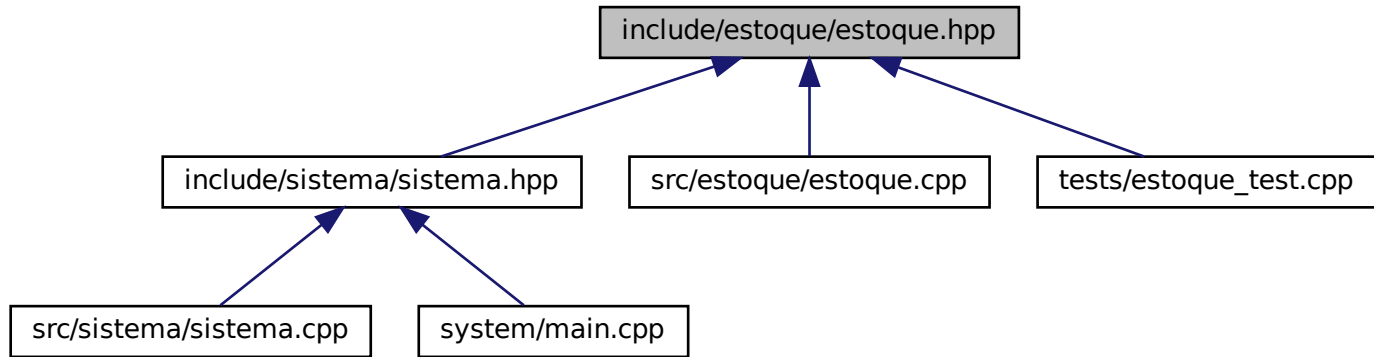 include/estoque/estoque.hpp
include/sistema/sistema.hpp
src/estoque/estoque.cpp
tests/estoque_test.cpp
src/sistema/sistema.cpp
system/main.cpp